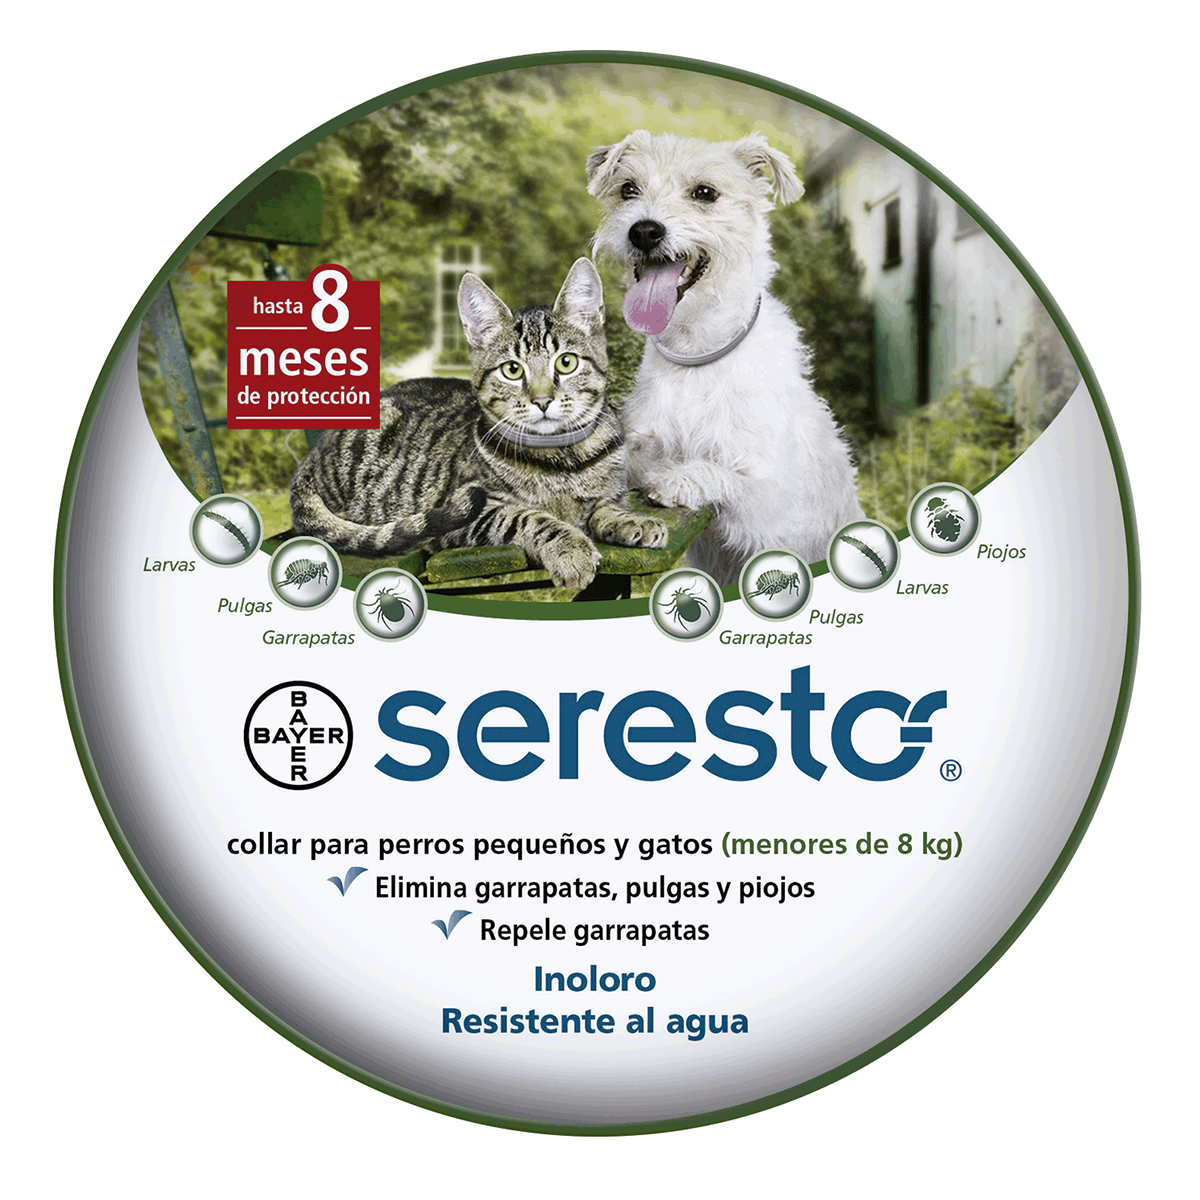 hasta 8
meses
de protección
Larvas
Pulgas
Garrapatas
Garrapatas
Pulgas
Larvas
Piojos
BAYER
BAYER
seresto®
collar para perros pequeños y gatos (menores de 8 kg)
Elimina garrapatas, pulgas y piojos
Repele garrapatas
Inoloro
Resistente al agua